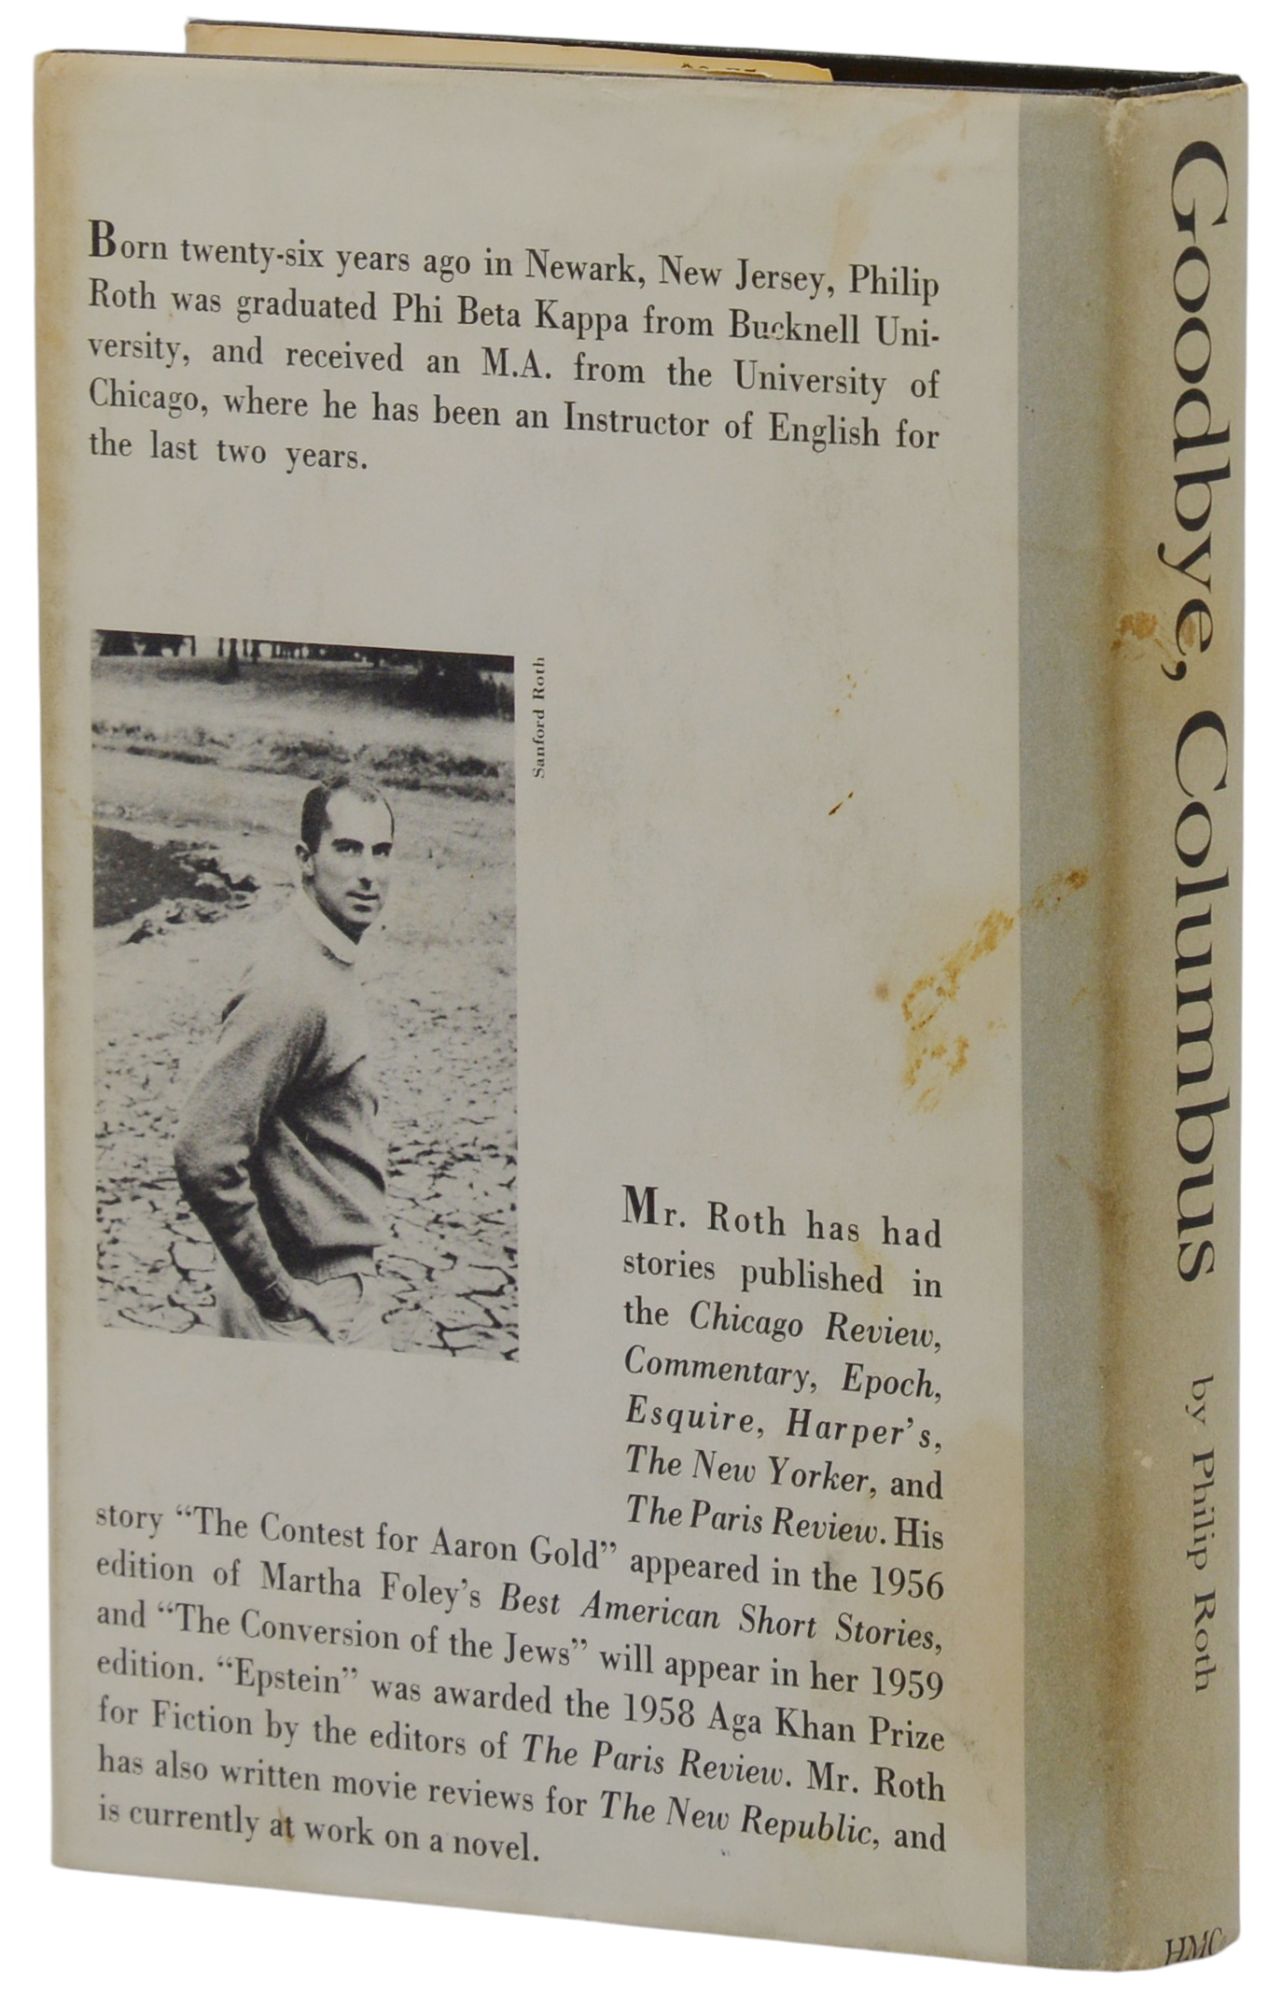 Born twenty-six years ago in Newark, New Jersey, Philip
Roth was graduated Phi Beta Kappa from Bucknell Uni-
versity, and received an M.A. from the University of
Chicago, where he has been an Instructor of English for
the last two years.
Sanford Roth
Mr. Roth has had
stories published in
the Chicago Review,
Commentary, Epoch,
Esquire, Harper's,
The New Yorker, and
The Paris Review. His
story “The Contest for Aaron Gold” appeared in the 1956
edition of Martha Foley's Best American Short Stories,
and “The Conversion of the Jews” will appear in her 1959
edition. “Epstein” was awarded the 1958 Aga Khan Prize
for Fiction by the editors of The Paris Review. Mr. Roth
has also written movie reviews for The New Republic, and
is currently at work on a novel.
Goodbye, Columbus by Philip Roth
HMCo